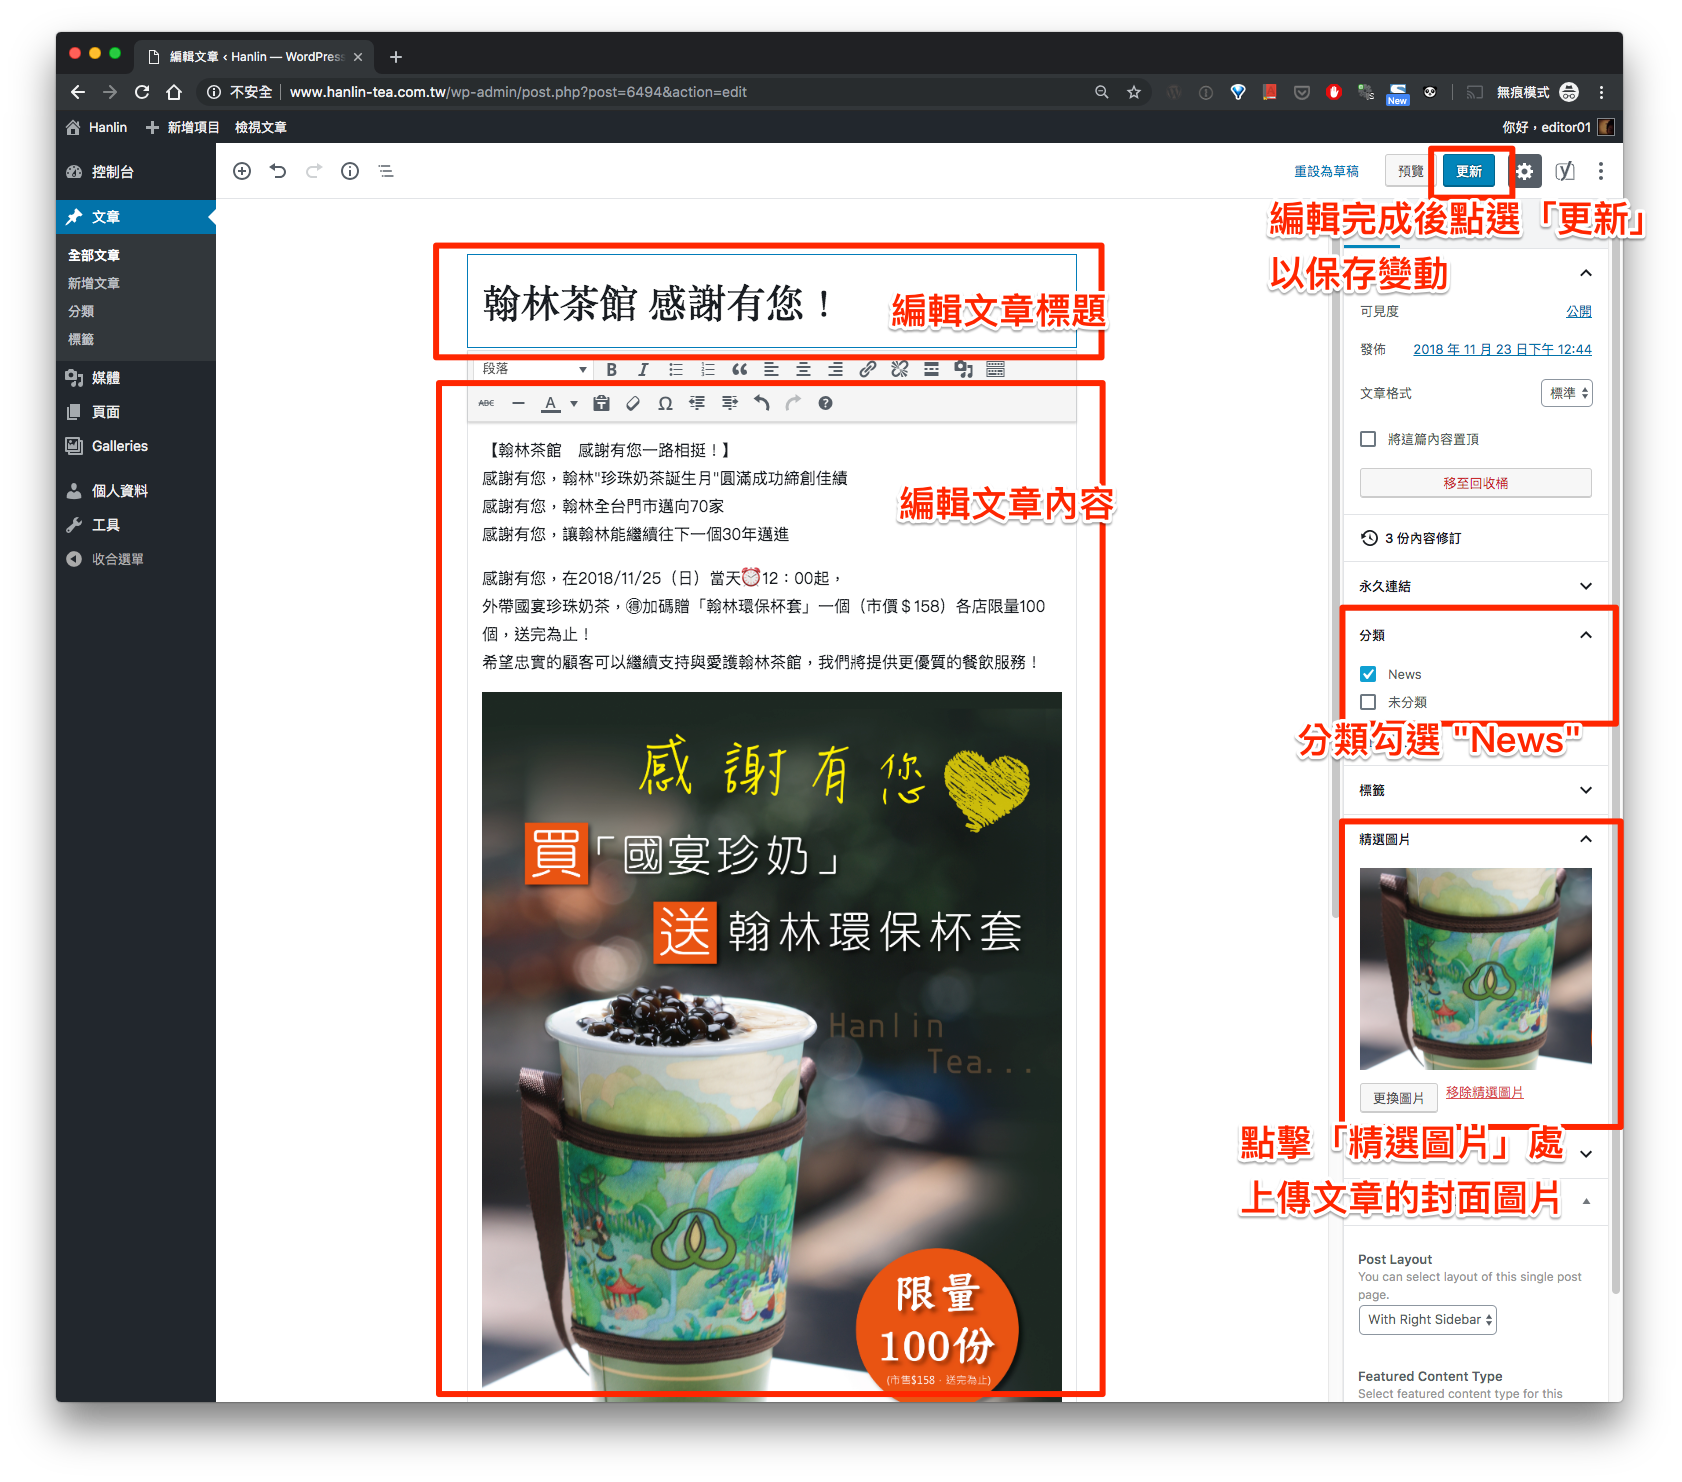 編輯文章 ‹ Hanlin — WordPress
不安全 www.hanlin-tea.com.tw/wp-admin/post.php?post=6494&action=edit
New
無痕模式
Hanlin
新增項目
檢視文章
你好，editor01
控制台
文章
全部文章
新增文章
分類
標籤
媒體
頁面
Galleries
個人資料
工具
收合選單
重設為草稿
預覽
更新
編輯完成後點選「更新」
以保存變動
翰林茶館 感謝有您！
編輯文章標題
段落
B I
ABC A Ω
編輯文章內容
【翰林茶館　感謝有您一路相挺！】
感謝有您，翰林"珍珠奶茶誕生月"圓滿成功締創佳績
感謝有您，翰林全台門市邁向70家
感謝有您，讓翰林能繼續往下一個30年邁進
感謝有您，在2018/11/25（日）當天⏰12：00起，
外帶國宴珍珠奶茶，🉐加碼贈「翰林環保杯套」一個（市價＄158）各店限量100
個，送完為止！
希望忠實的顧客可以繼續支持與愛護翰林茶館，我們將提供更優質的餐飲服務！
感謝有您
買「國宴珍奶」
送 翰林環保杯套
Hanlin
Tea...
限量
100份
(市售$158．送完為止)
可見度
公開
發佈
2018 年 11 月 23 日下午 12:44
文章格式
標準
將這篇內容置頂
移至回收桶
3 份內容修訂
永久連結
分類
News
未分類
分類勾選 "News"
標籤
精選圖片
更換圖片
移除精選圖片
點擊「精選圖片」處
上傳文章的封面圖片
Post Layout
You can select layout of this single post
page.
With Right Sidebar
Featured Content Type
Select featured content type for this